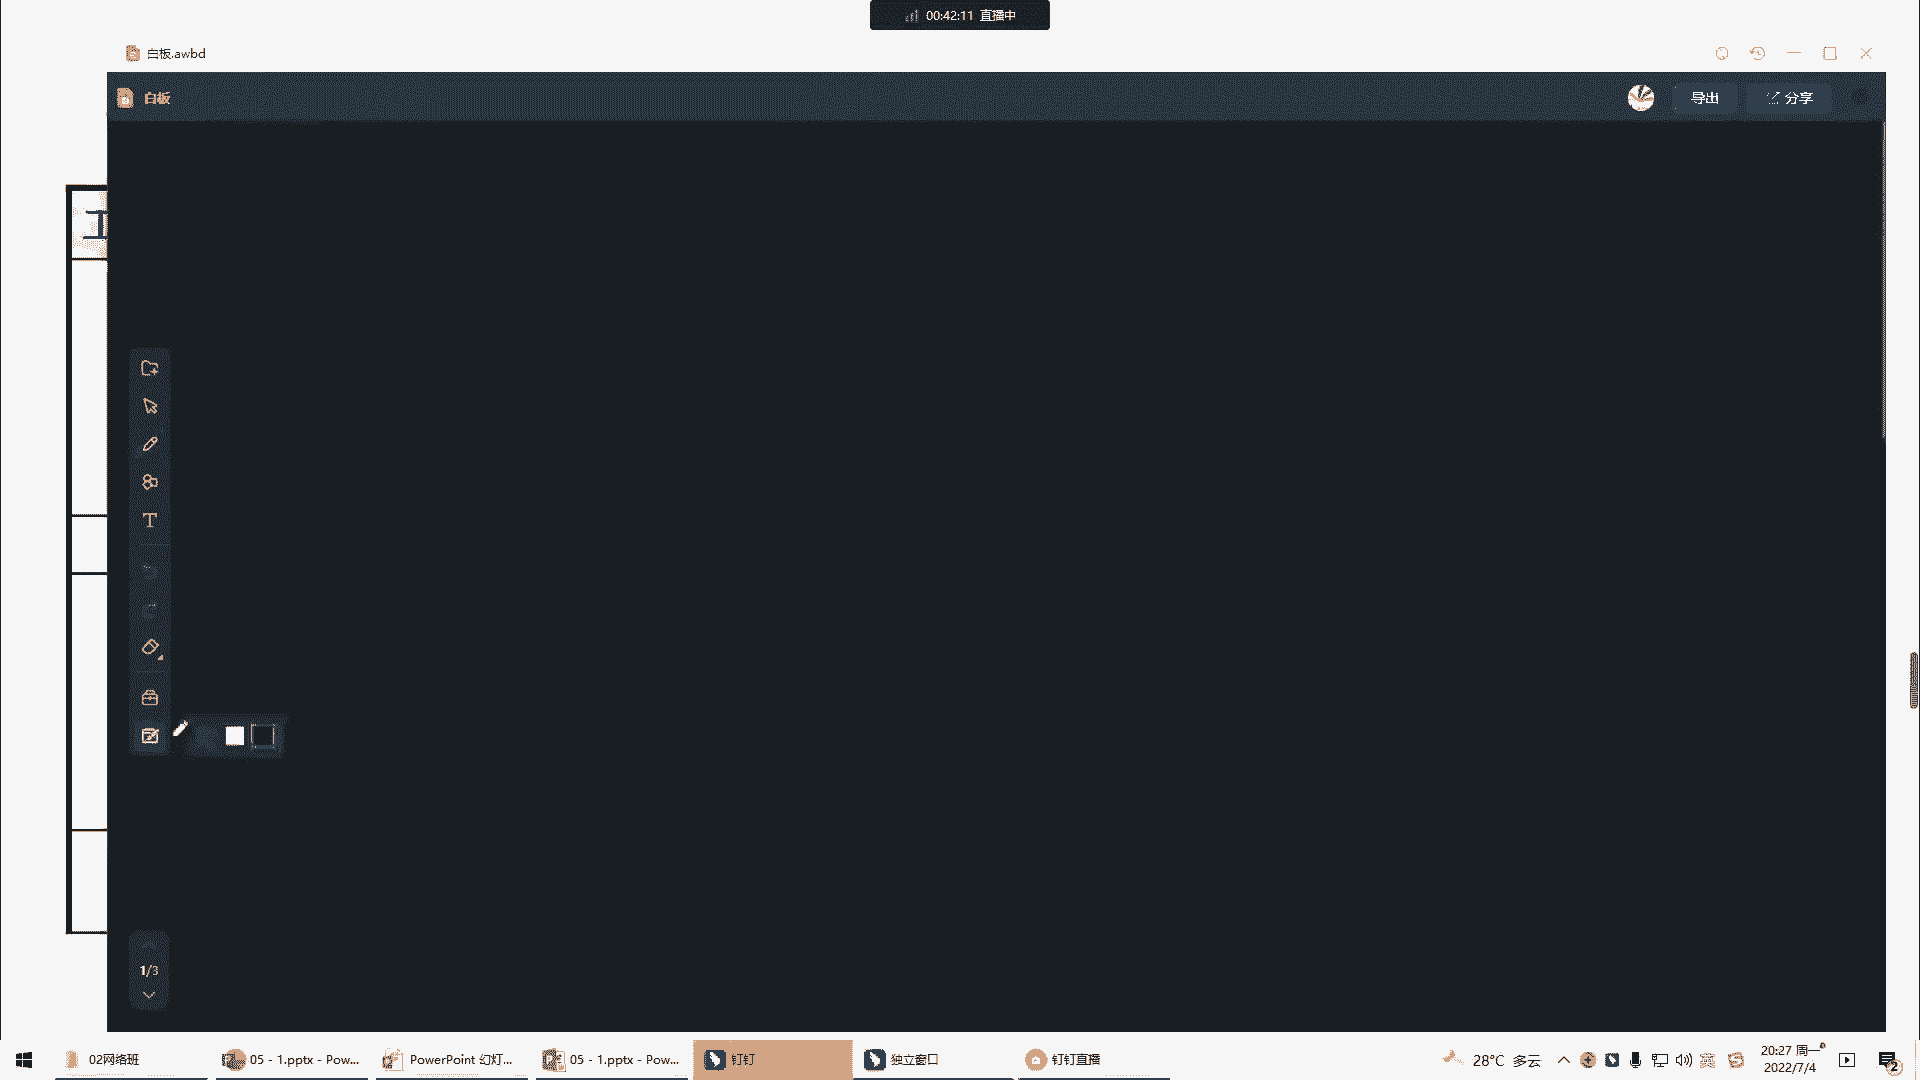 00:42:11 直播中
白板.awbd
白板
导出
分享
工
T
1/3
02网络班
05 - 1.pptx - Pow...
PowerPoint 幻灯...
05 - 1.pptx - Pow...
钉钉
独立窗口
钉钉直播
28°C 多云
英
20:27 周一
2022/7/4
2